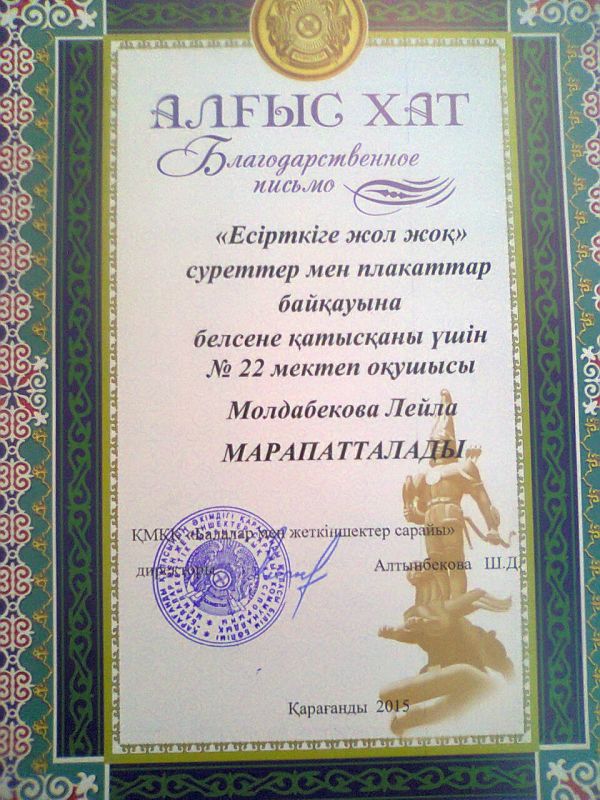 АЛҒЫС ХАТ
Благодарственное
письмо
«Есірткіге жол жоқ»
суреттер мен плакаттар
байқауына
белсене қатысқаны үшін
№ 22 мектеп оқушысы
Молдабекова Лейла
МАРАПАТТАЛАДЫ
ҚМҚК «Балалар мен жеткіншектер сарайы»
директоры Алтынбекова Ш.Д.
Қарағанды 2015